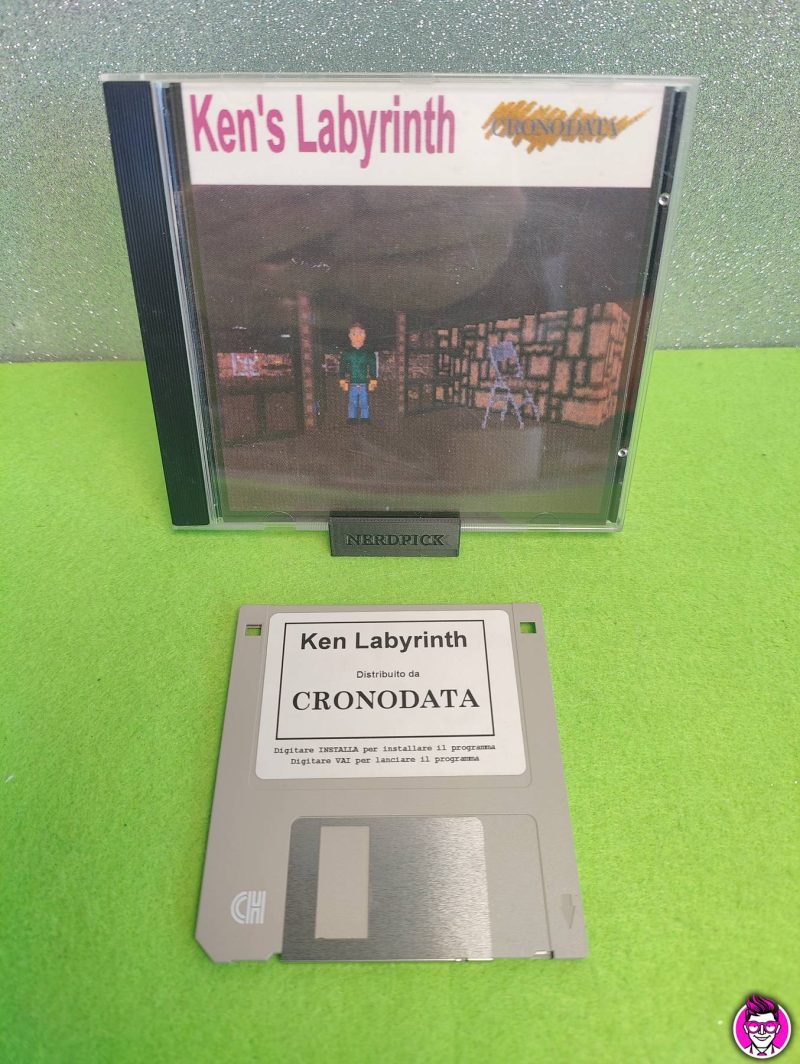 Ken's Labyrinth
CRONODATA
NERDPICK
Ken Labyrinth
Distribuito da
CRONODATA
Digitare INSTALLA per installare il programma
Digitare VAI per lanciare il programma
CH